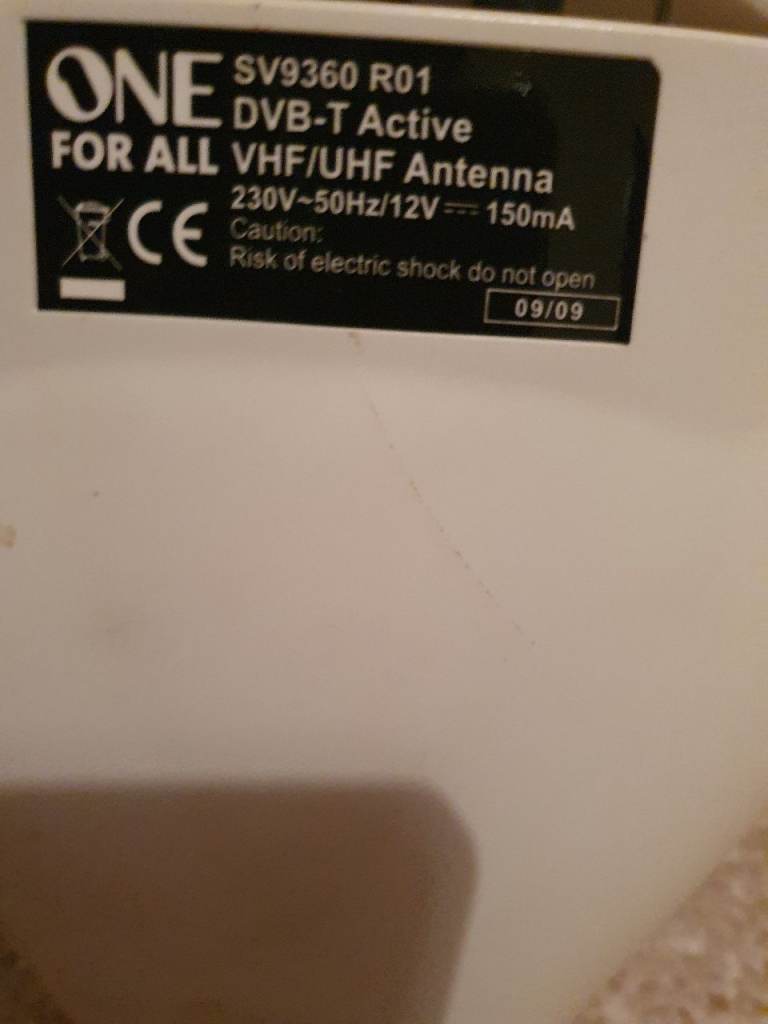 ONE
FOR ALL
SV9360 R01
DVB-T Active
VHF/UHF Antenna
230V~50Hz/12V⎓150mA
Caution:
Risk of electric shock do not open
CE
09/09